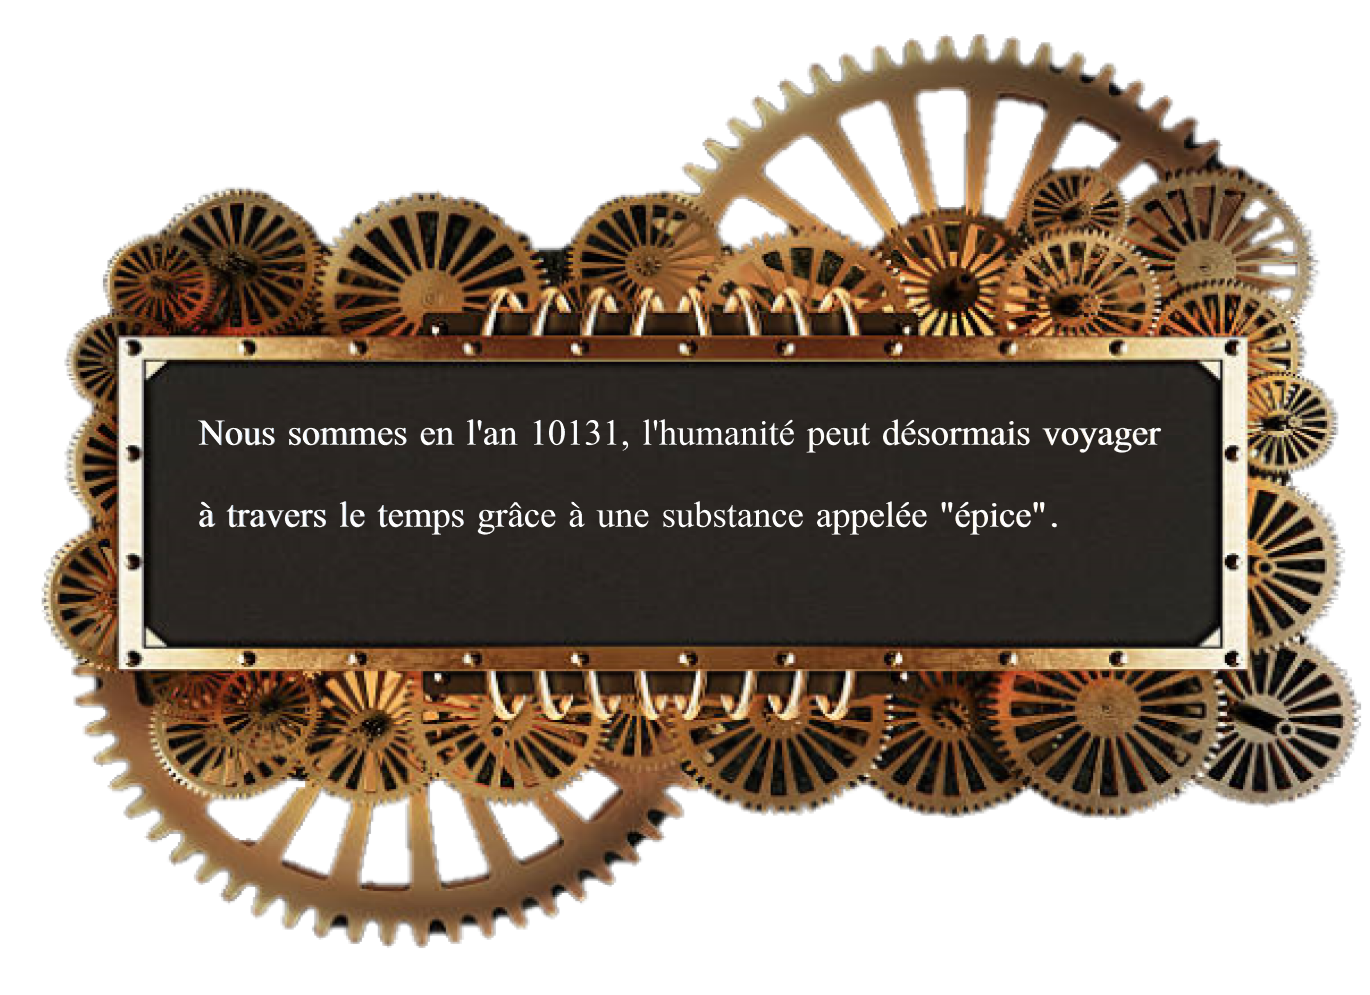 Nous sommes en l'an 10131, l'humanité peut désormais voyager
à travers le temps grâce à une substance appelée "épice".